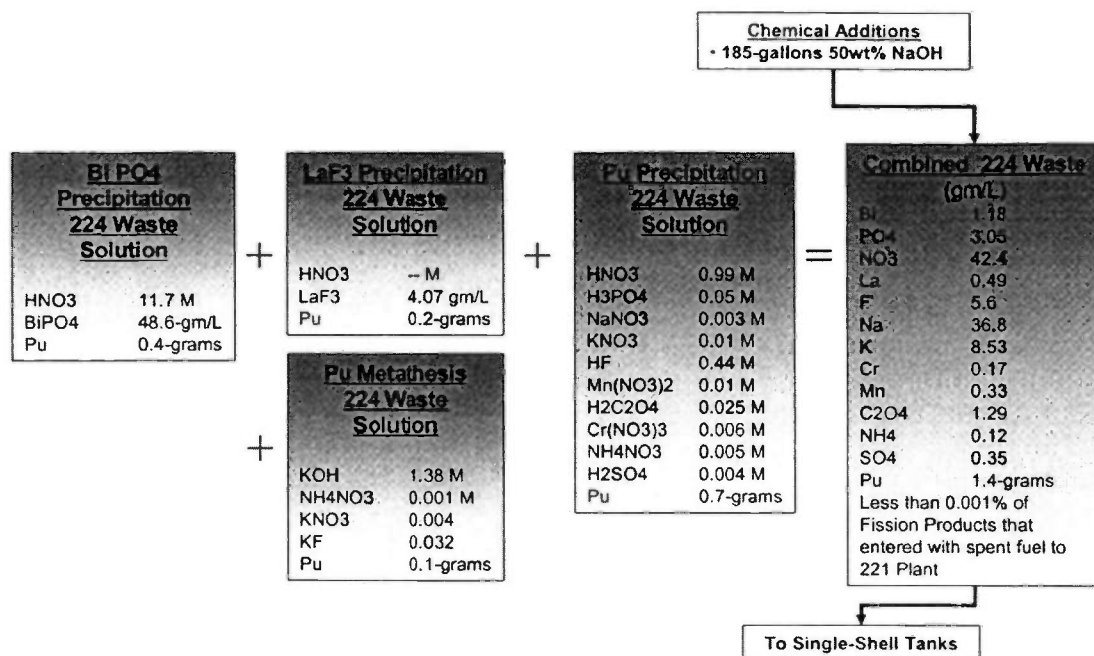 Chemical Additions
· 185-gallons 50wt% NaOH
Bi PO4
Precipitation
224 Waste
Solution
HNO3 11.7 M
BiPO4 48.6-gm/L
Pu 0.4-grams
+
LaF3 Precipitation
224 Waste
Solution
HNO3 -- M
LaF3 4.07 gm/L
Pu 0.2-grams
+
Pu Metathesis
224 Waste
Solution
KOH 1.38 M
NH4NO3 0.001 M
KNO3 0.004
KF 0.032
Pu 0.1-grams
+
Pu Precipitation
224 Waste
Solution
HNO3 0.99 M
H3PO4 0.05 M
NaNO3 0.003 M
KNO3 0.01 M
HF 0.44 M
Mn(NO3)2 0.01 M
H2C2O4 0.025 M
Cr(NO3)3 0.006 M
NH4NO3 0.005 M
H2SO4 0.004 M
Pu 0.7-grams
=
Combined 224 Waste
(gm/L)
Bi 1.18
PO4 3.05
NO3 42.4
La 0.49
F 5.6
Na 36.8
K 8.53
Cr 0.17
Mn 0.33
C2O4 1.29
NH4 0.12
SO4 0.35
Pu 1.4-grams
Less than 0.001% of
Fission Products that
entered with spent fuel to
221 Plant
To Single-Shell Tanks